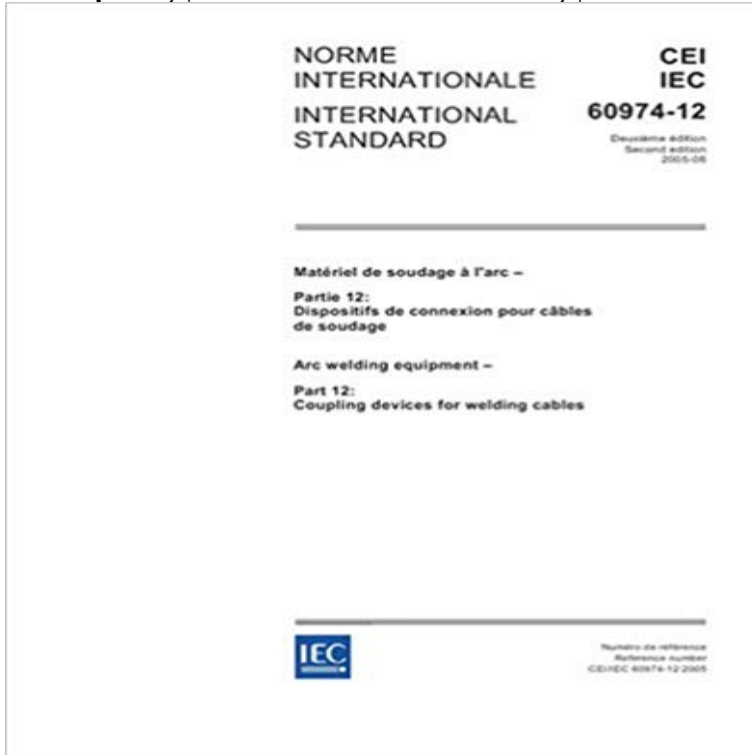 NORME
INTERNATIONALE
CEI
IEC
INTERNATIONAL
STANDARD
60974-12
Deuxième édition
Second edition
2005-06
Matériel de soudage à l'arc –
Partie 12:
Dispositifs de connexion pour câbles
de soudage
Arc welding equipment –
Part 12:
Coupling devices for welding cables
IEC
Numéro de référence
Reference number
CEI/IEC 60974-12:2005